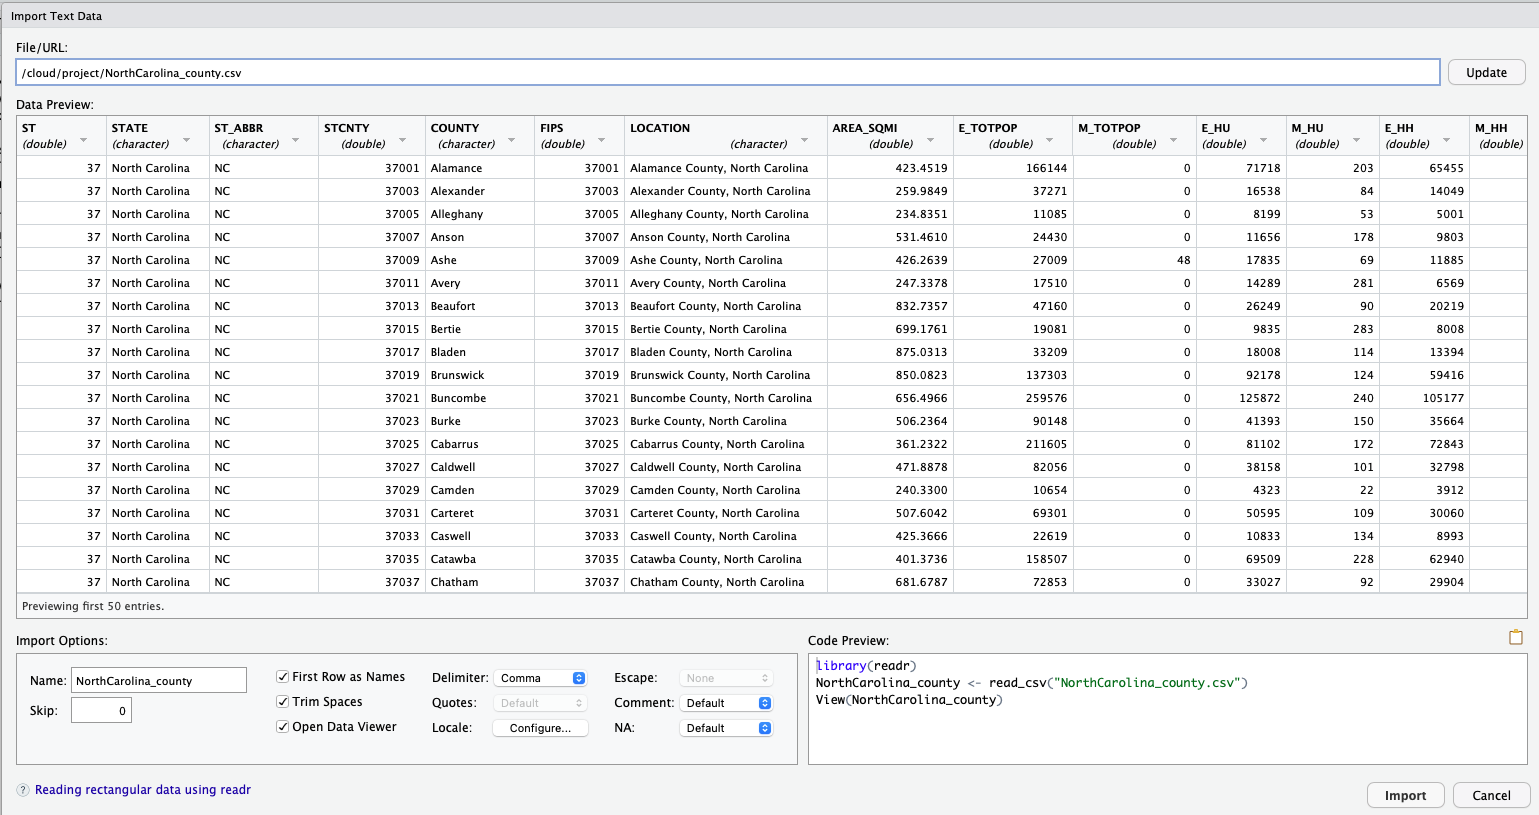 Import Text Data
File/URL:
/cloud/project/NorthCarolina_county.csv
Update
Data Preview:
ST STATE ST_ABBR STCNTY COUNTY FIPS LOCATION AREA_SQMI E_TOTPOP M_TOTPOP E_HU M_HU E_HH M_HH
(double) (character) (character) (double) (character) (double) (character) (double) (double) (double) (double) (double) (double) (double)
37 North Carolina NC 37001 Alamance 37001 Alamance County, North Carolina 423.4519 166144 0 71718 203 65455
37 North Carolina NC 37003 Alexander 37003 Alexander County, North Carolina 259.9849 37271 0 16538 84 14049
37 North Carolina NC 37005 Alleghany 37005 Alleghany County, North Carolina 234.8351 11085 0 8199 53 5001
37 North Carolina NC 37007 Anson 37007 Anson County, North Carolina 531.4610 24430 0 11656 178 9803
37 North Carolina NC 37009 Ashe 37009 Ashe County, North Carolina 426.2639 27009 48 17835 69 11885
37 North Carolina NC 37011 Avery 37011 Avery County, North Carolina 247.3378 17510 0 14289 281 6569
37 North Carolina NC 37013 Beaufort 37013 Beaufort County, North Carolina 832.7357 47160 0 26249 90 20219
37 North Carolina NC 37015 Bertie 37015 Bertie County, North Carolina 699.1761 19081 0 9835 283 8008
37 North Carolina NC 37017 Bladen 37017 Bladen County, North Carolina 875.0313 33209 0 18008 114 13394
37 North Carolina NC 37019 Brunswick 37019 Brunswick County, North Carolina 850.0823 137303 0 92178 124 59416
37 North Carolina NC 37021 Buncombe 37021 Buncombe County, North Carolina 656.4966 259576 0 125872 240 105177
37 North Carolina NC 37023 Burke 37023 Burke County, North Carolina 506.2364 90148 0 41393 150 35664
37 North Carolina NC 37025 Cabarrus 37025 Cabarrus County, North Carolina 361.2322 211605 0 81102 172 72843
37 North Carolina NC 37027 Caldwell 37027 Caldwell County, North Carolina 471.8878 82056 0 38158 101 32798
37 North Carolina NC 37029 Camden 37029 Camden County, North Carolina 240.3300 10654 0 4323 22 3912
37 North Carolina NC 37031 Carteret 37031 Carteret County, North Carolina 507.6042 69301 0 50595 109 30060
37 North Carolina NC 37033 Caswell 37033 Caswell County, North Carolina 425.3666 22619 0 10833 134 8993
37 North Carolina NC 37035 Catawba 37035 Catawba County, North Carolina 401.3736 158507 0 69509 228 62940
37 North Carolina NC 37037 Chatham 37037 Chatham County, North Carolina 681.6787 72853 0 33027 92 29904
Previewing first 50 entries.
Import Options:
Name: NorthCarolina_county
Skip: 0
First Row as Names
Trim Spaces
Open Data Viewer
Delimiter: Comma
Quotes: Default
Locale: Configure...
Escape: None
Comment: Default
NA: Default
Code Preview:
library(readr)
NorthCarolina_county <- read_csv("NorthCarolina_county.csv")
View(NorthCarolina_county)
? Reading rectangular data using readr
Import
Cancel